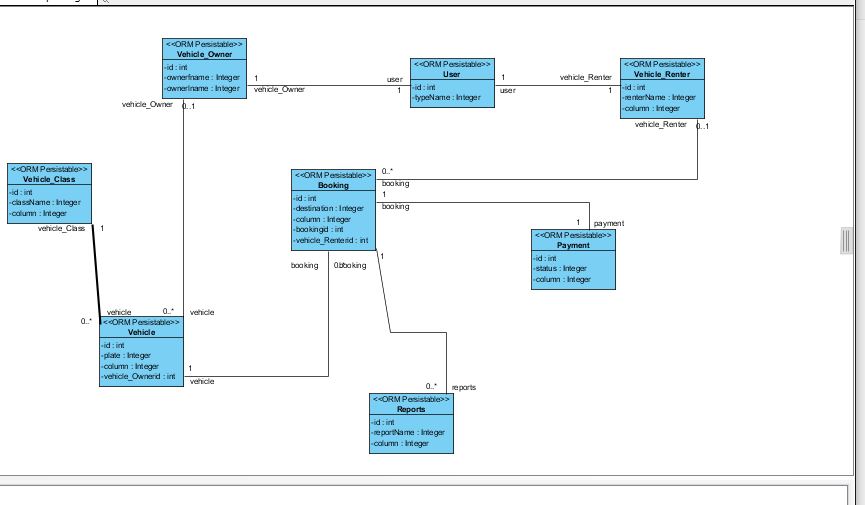 <<ORM Persistable>>
Vehicle_Owner
-id : int
-ownerfname : Integer
-ownerlname : Integer
1
vehicle_Owner
user
1
<<ORM Persistable>>
User
-id : int
-typeName : Integer
1
user
vehicle_Renter
1
<<ORM Persistable>>
Vehicle_Renter
-id : int
-renterName : Integer
-column : Integer
vehicle_Owner
0..1
vehicle_Renter
0..1
<<ORM Persistable>>
Vehicle_Class
-id : int
-className : Integer
-column : Integer
vehicle_Class
1
<<ORM Persistable>>
Booking
-id : int
-destination : Integer
-column : Integer
-bookingid : int
-vehicle_Renterid : int
0..*
booking
1
booking
1
payment
<<ORM Persistable>>
Payment
-id : int
-status : Integer
-column : Integer
booking
booking
1
vehicle
0..*
vehicle
0..*
<<ORM Persistable>>
Vehicle
-id : int
-plate : Integer
-column : Integer
-vehicle_Ownerid : int
1
vehicle
0..*
reports
<<ORM Persistable>>
Reports
-id : int
-reportName : Integer
-column : Integer